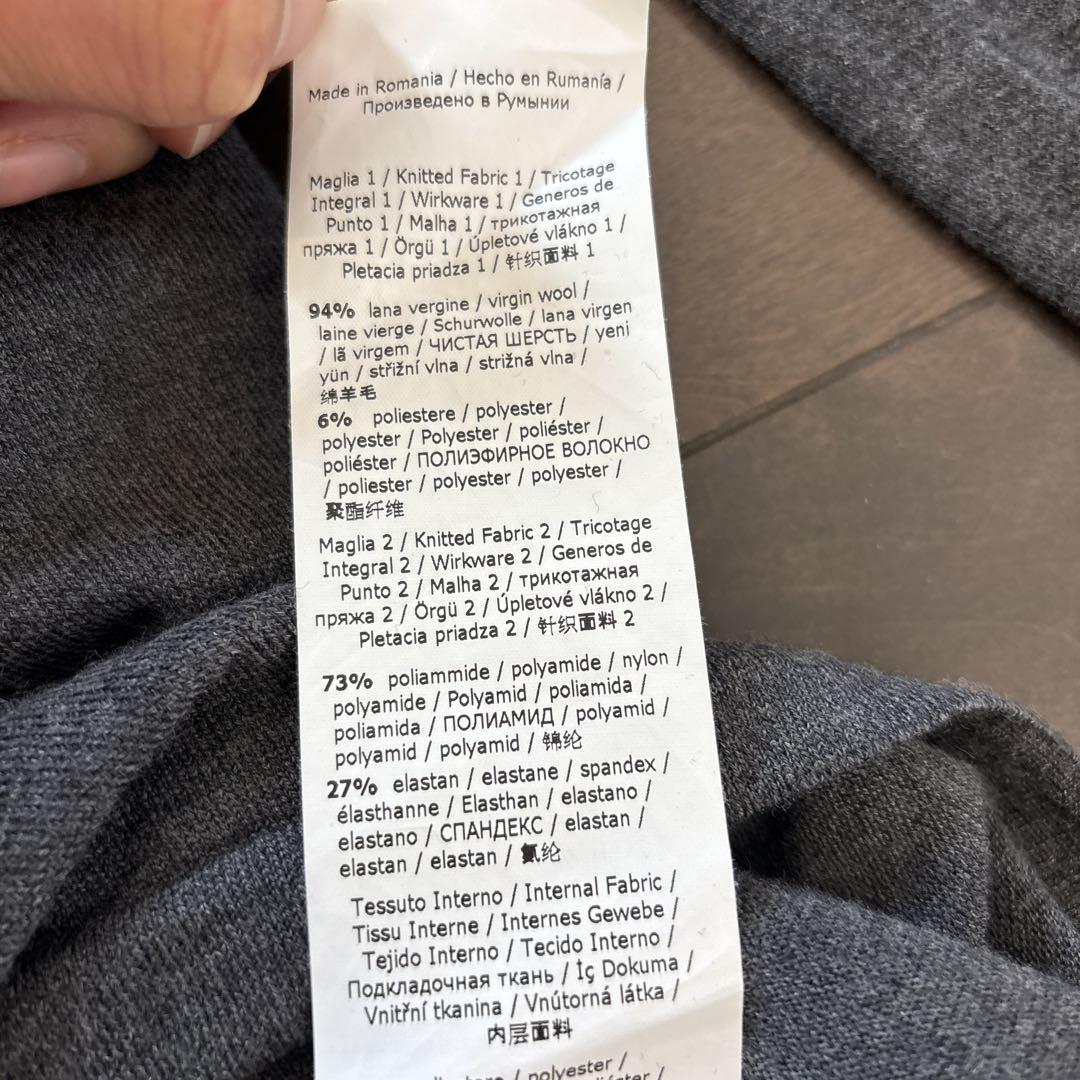 Made in Romania / Hecho en Rumanía /
Произведено в Румынии
Maglia 1 / Knitted Fabric 1 / Tricotage
Integral 1 / Wirkware 1 / Generos de
Punto 1 / Malha 1 / трикотажная
пряжа 1 / Örgü 1 / Úpletové vlákno 1 /
Pletacia priadza 1 / 针织面料 1
94% lana vergine / virgin wool /
laine vierge / Schurwolle / lana virgen
/ lã virgem / ЧИСТАЯ ШЕРСТЬ / yeni
yün / střižní vlna / strižná vlna /
绵羊毛
6% poliestere / polyester /
polyester / Polyester / poliéster /
poliéster / ПОЛИЭФИРНОЕ ВОЛОКНО
/ poliester / polyester / polyester /
聚酯纤维
Maglia 2 / Knitted Fabric 2 / Tricotage
Integral 2 / Wirkware 2 / Generos de
Punto 2 / Malha 2 / трикотажная
пряжа 2 / Örgü 2 / Úpletové vlákno 2 /
Pletacia priadza 2 / 针织面料 2
73% poliammide / polyamide / nylon /
polyamide / Polyamid / poliamida /
poliamida / ПОЛИАМИД / polyamid /
polyamid / polyamid / 锦纶
27% elastan / elastane / spandex /
élasthanne / Elasthan / elastano /
elastano / СПАНДЕКС / elastan /
elastan / elastan / 氨纶
Tessuto Interno / Internal Fabric /
Tissu Interne / Internes Gewebe /
Tejido Interno / Tecido Interno /
Подкладочная ткань / İç Dokuma /
Vnitřní tkanina / Vnútorná látka /
内层面料
/ polyester /